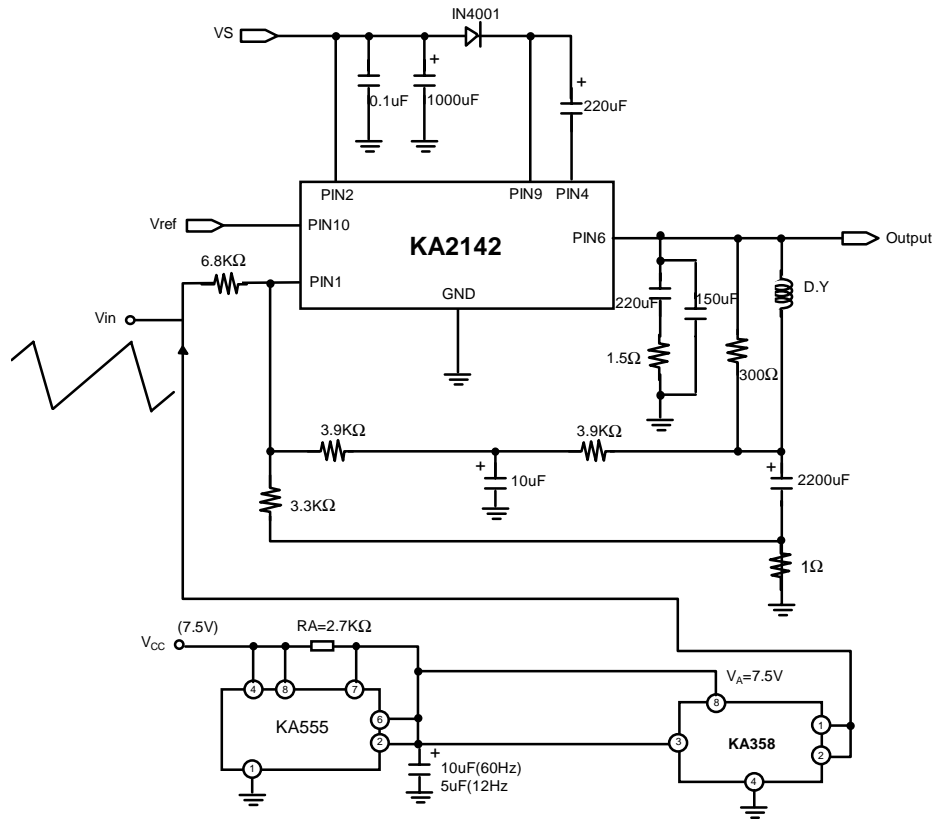 IN4001
VS
+
+
0.1uF
1000uF
220uF
PIN2
PIN9
PIN4
Vref
PIN10
KA2142
PIN6
Output
6.8KΩ
PIN1
GND
D.Y
220uF
150uF
Vin
1.5Ω
300Ω
3.9KΩ
3.9KΩ
+
+
10uF
2200uF
3.3KΩ
1Ω
(7.5V)
RA=2.7KΩ
VCC
VA=7.5V
4
8
7
8
KA555
6
1
2
3
KA358
2
1
+
10uF(60Hz)
4
5uF(12Hz